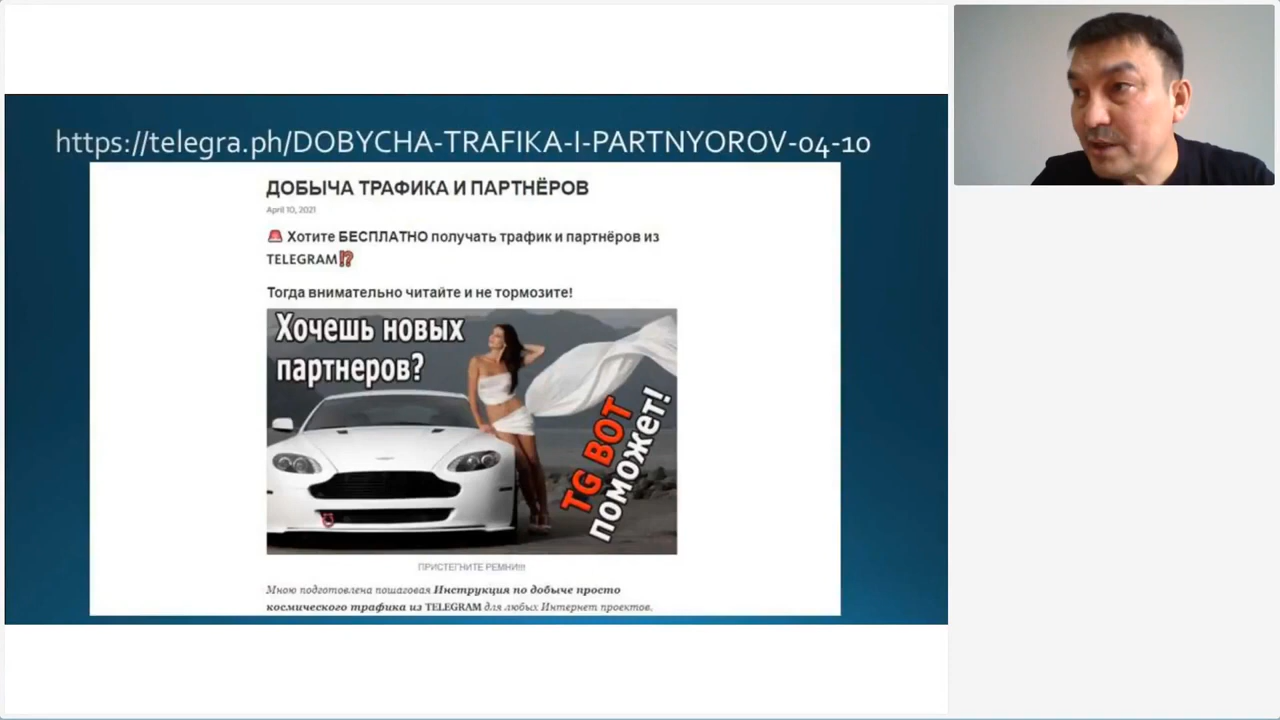 https://telegra.ph/DOBYCHA-TRAFIKA-I-PARTNYOROV-04-10
ДОБЫЧА ТРАФИКА И ПАРТНЁРОВ
April 10, 2021
🚨 Хотите БЕСПЛАТНО получать трафик и партнёров из
TELEGRAM⁉️
Тогда внимательно читайте и не тормозите!
Хочешь новых
партнеров?
TG BOT
поможет!
ПРИСТЕГНИТЕ РЕМНИ!!!!
Мною подготовлена пошаговая Инструкция по добыче просто
космического трафика из TELEGRAM для любых Интернет проектов.